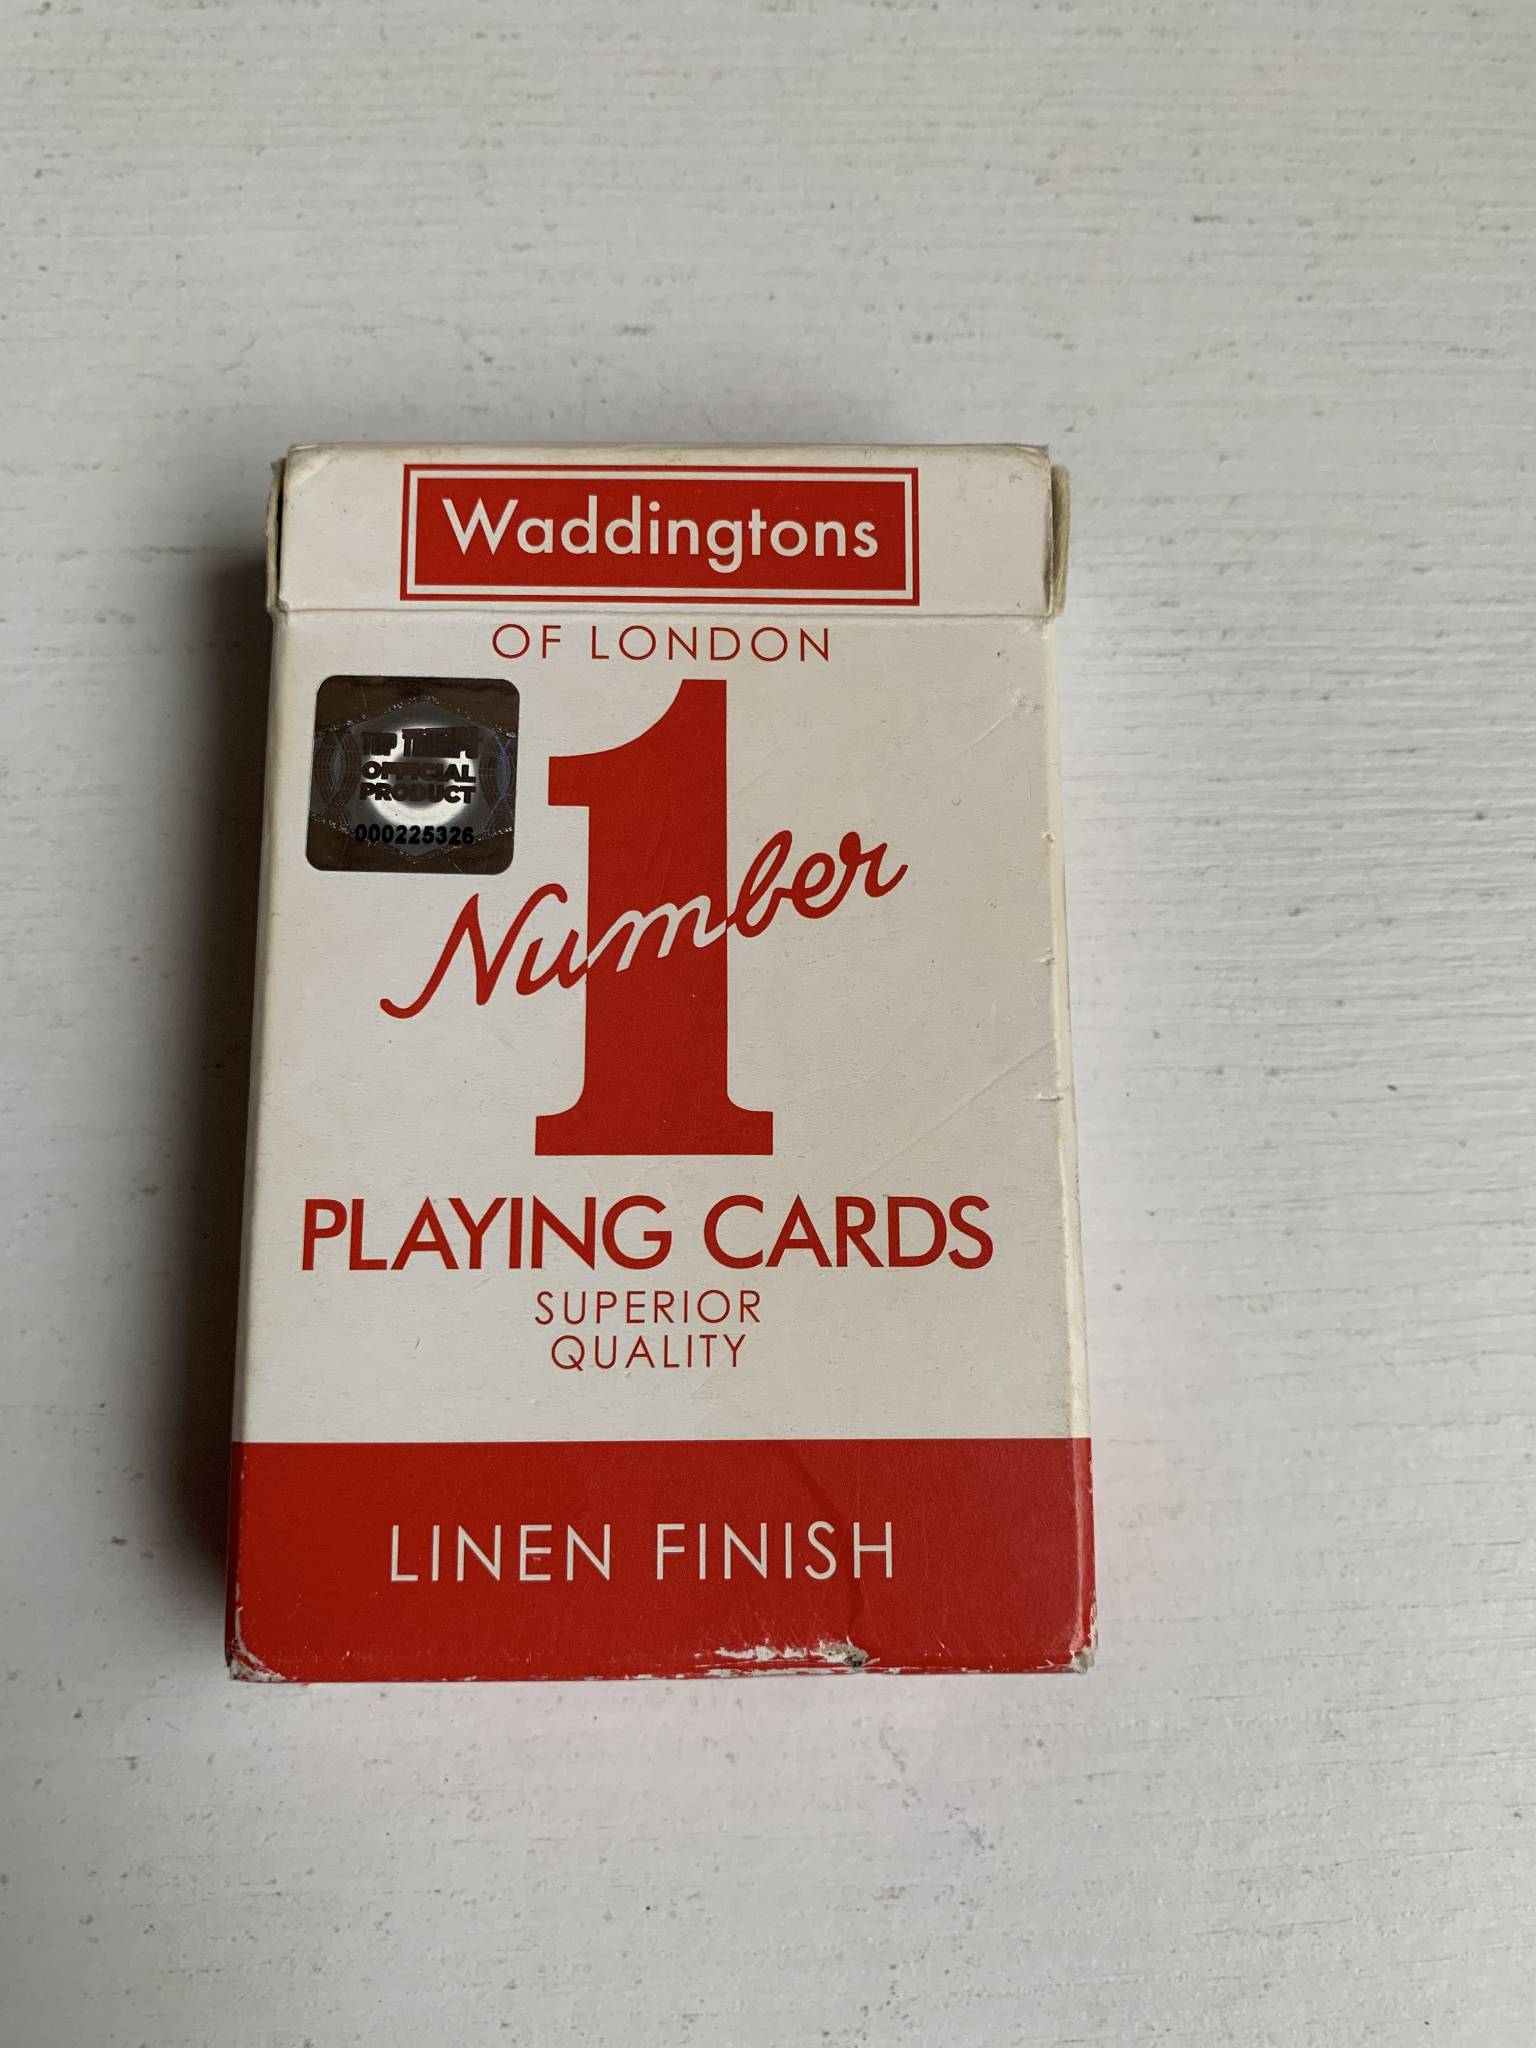 Waddingtons
OF LONDON
OFFICIAL
PRODUCT
000225326
1
Number
PLAYING CARDS
SUPERIOR
QUALITY
LINEN FINISH